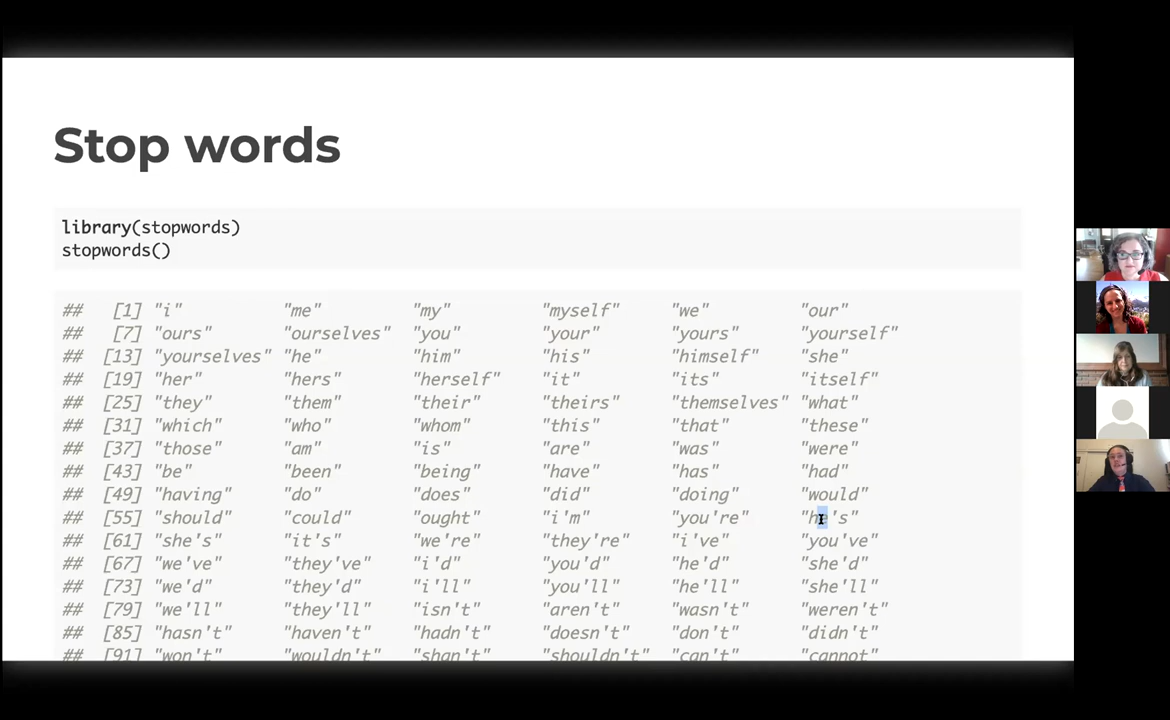 Stop words
library(stopwords)
stopwords()
## [1] "i" "me" "my" "myself" "we" "our"
## [7] "ours" "ourselves" "you" "your" "yours" "yourself"
## [13] "yourselves" "he" "him" "his" "himself" "she"
## [19] "her" "hers" "herself" "it" "its" "itself"
## [25] "they" "them" "their" "theirs" "themselves" "what"
## [31] "which" "who" "whom" "this" "that" "these"
## [37] "those" "am" "is" "are" "was" "were"
## [43] "be" "been" "being" "have" "has" "had"
## [49] "having" "do" "does" "did" "doing" "would"
## [55] "should" "could" "ought" "i'm" "you're" "he's"
## [61] "she's" "it's" "we're" "they're" "i've" "you've"
## [67] "we've" "they've" "i'd" "you'd" "he'd" "she'd"
## [73] "we'd" "they'd" "i'll" "you'll" "he'll" "she'll"
## [79] "we'll" "they'll" "isn't" "aren't" "wasn't" "weren't"
## [85] "hasn't" "haven't" "hadn't" "doesn't" "don't" "didn't"
## [91] "won't" "wouldn't" "shan't" "shouldn't" "can't" "cannot"